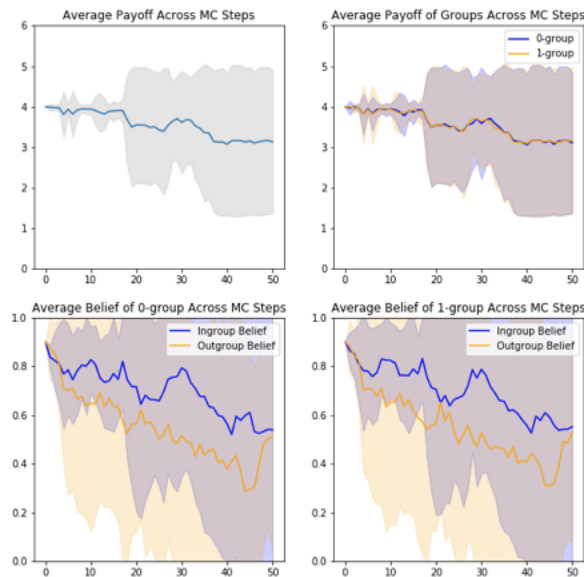 Average Payoff Across MC Steps
6
5
4
3
2
1
0
0 10 20 30 40 50
Average Payoff of Groups Across MC Steps
0-group
1-group
6
5
4
3
2
1
0
0 10 20 30 40 50
Average Belief of 0-group Across MC Steps
Ingroup Belief
Outgroup Belief
1.0
0.8
0.6
0.4
0.2
0.0
0 10 20 30 40 50
Average Belief of 1-group Across MC Steps
Ingroup Belief
Outgroup Belief
1.0
0.8
0.6
0.4
0.2
0.0
0 10 20 30 40 50